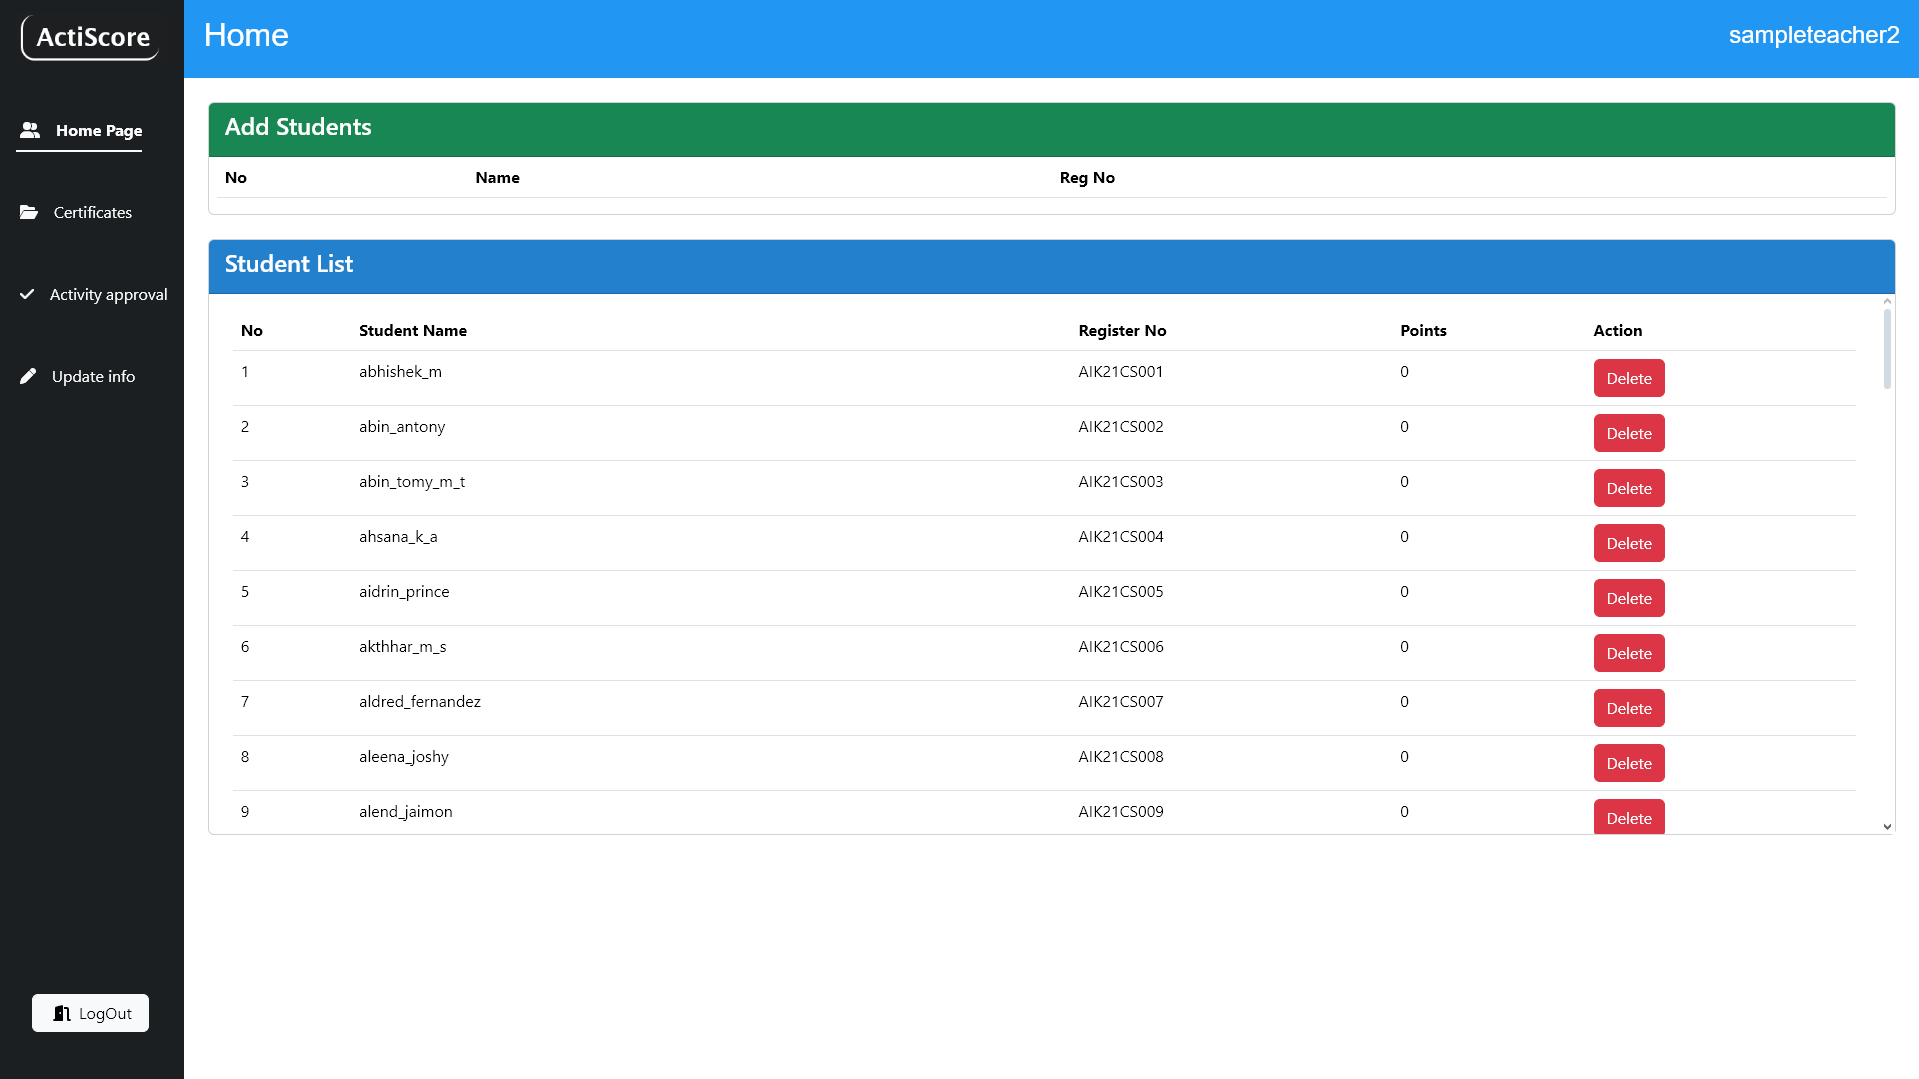 ActiScore
Home
sampleteacher2
Home Page
Certificates
Activity approval
Update info
LogOut
Add Students
No Name Reg No
Student List
No Student Name Register No Points Action
1 abhishek_m AIK21CS001 0 Delete
2 abin_antony AIK21CS002 0 Delete
3 abin_tomy_m_t AIK21CS003 0 Delete
4 ahsana_k_a AIK21CS004 0 Delete
5 aidrin_prince AIK21CS005 0 Delete
6 akthhar_m_s AIK21CS006 0 Delete
7 aldred_fernandez AIK21CS007 0 Delete
8 aleena_joshy AIK21CS008 0 Delete
9 alend_jaimon AIK21CS009 0 Delete